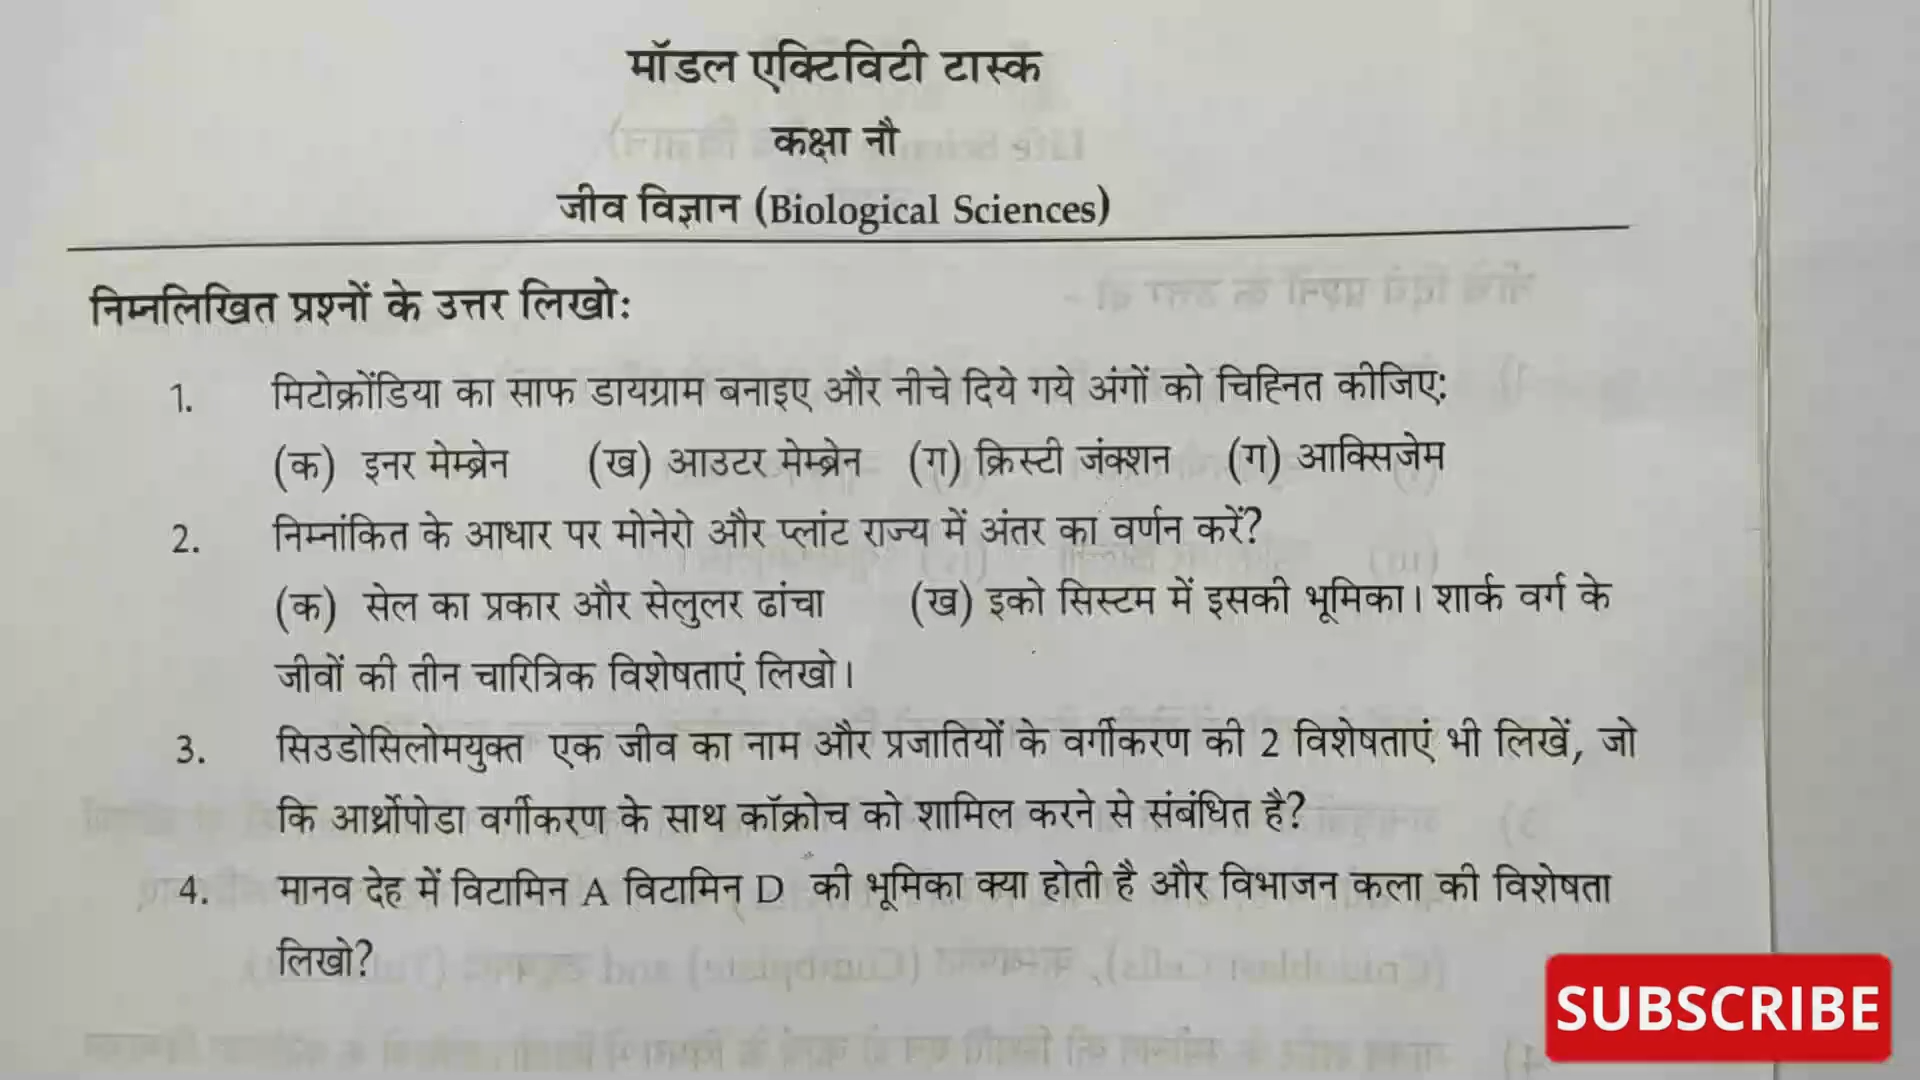 मॉडल एक्टिविटी टास्क
कक्षा नौ
जीव विज्ञान (Biological Sciences)
निम्नलिखित प्रश्नों के उत्तर लिखो:
1. मिटोक्रोंडिया का साफ डायग्राम बनाइए और नीचे दिये गये अंगों को चिह्नित कीजिए:
(क) इनर मेम्ब्रेन (ख) आउटर मेम्ब्रेन (ग) क्रिस्टी जंक्शन (ग) आक्सिजेम
2. निम्नांकित के आधार पर मोनेरो और प्लांट राज्य में अंतर का वर्णन करें?
(क) सेल का प्रकार और सेलुलर ढांचा (ख) इको सिस्टम में इसकी भूमिका। शार्क वर्ग के
जीवों की तीन चारित्रिक विशेषताएं लिखो।
3. सिउडोसिलोमयुक्त एक जीव का नाम और प्रजातियों के वर्गीकरण की 2 विशेषताएं भी लिखें, जो
कि आर्थ्रोपोडा वर्गीकरण के साथ कॉक्रोच को शामिल करने से संबंधित है?
4. मानव देह में विटामिन A विटामिन D की भूमिका क्या होती है और विभाजन कला की विशेषता
लिखो?
SUBSCRIBE